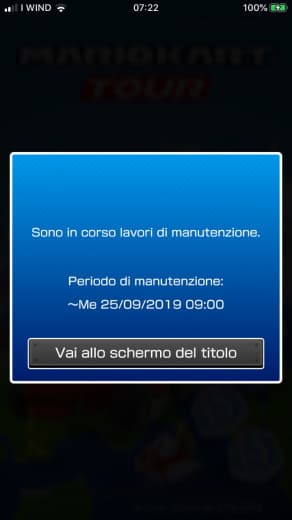 I WIND 07:22 100%
MARIOKART
TOUR
Sono in corso lavori di manutenzione.
Periodo di manutenzione:
~Me 25/09/2019 09:00
Vai allo schermo del titolo